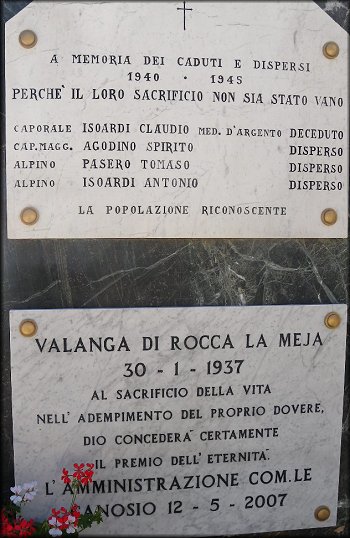 A MEMORIA DEI CADUTI E DISPERSI
1940 • 1945
PERCHÈ IL LORO SACRIFICIO NON SIA STATO VANO
CAPORALE ISOARDI CLAUDIO MED. D'ARGENTO DECEDUTO
CAP.MAGG. AGODINO SPIRITO DISPERSO
ALPINO PASERO TOMASO DISPERSO
ALPINO ISOARDI ANTONIO DISPERSO
LA POPOLAZIONE RICONOSCENTE
VALANGA DI ROCCA LA MEJA
30 - 1 - 1937
AL SACRIFICIO DELLA VITA
NELL' ADEMPIMENTO DEL PROPRIO DOVERE,
DIO CONCEDERA' CERTAMENTE
IL PREMIO DELL' ETERNITA'
L'AMMINISTRAZIONE COM.LE
CANOSIO 12 - 5 - 2007